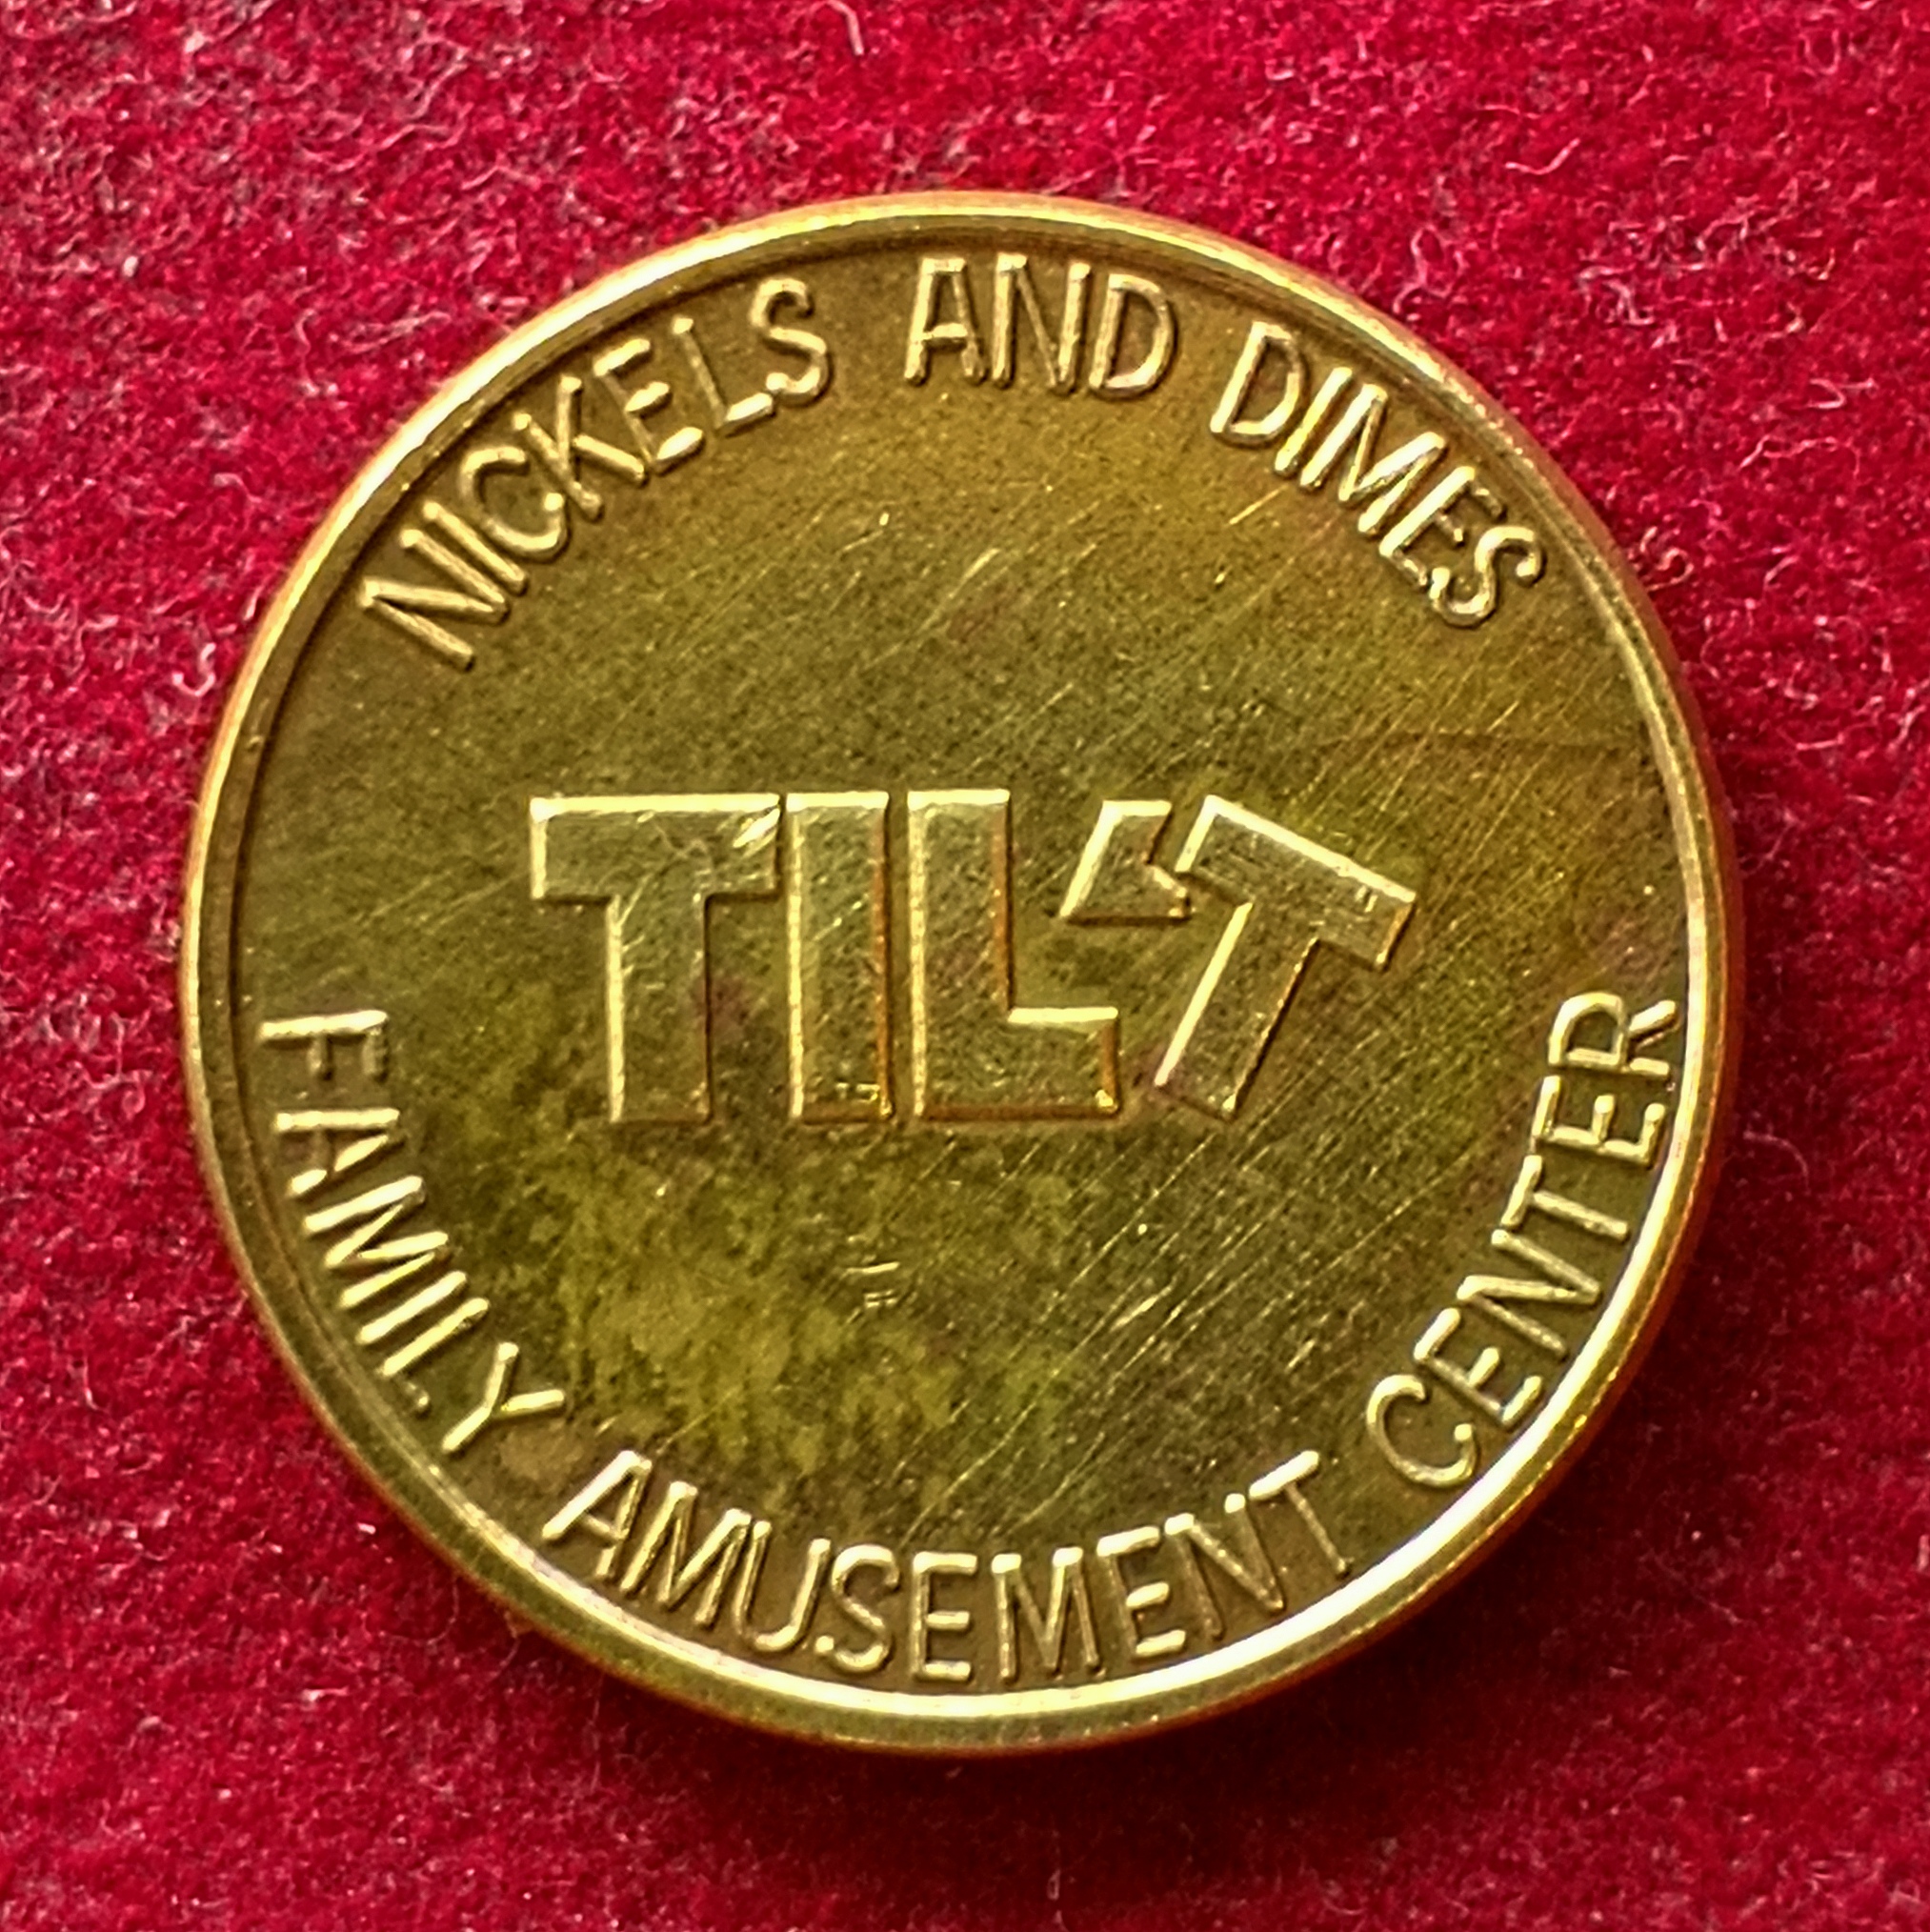 NICKELS AND DIMES
TILT
FAMILY AMUSEMENT CENTER